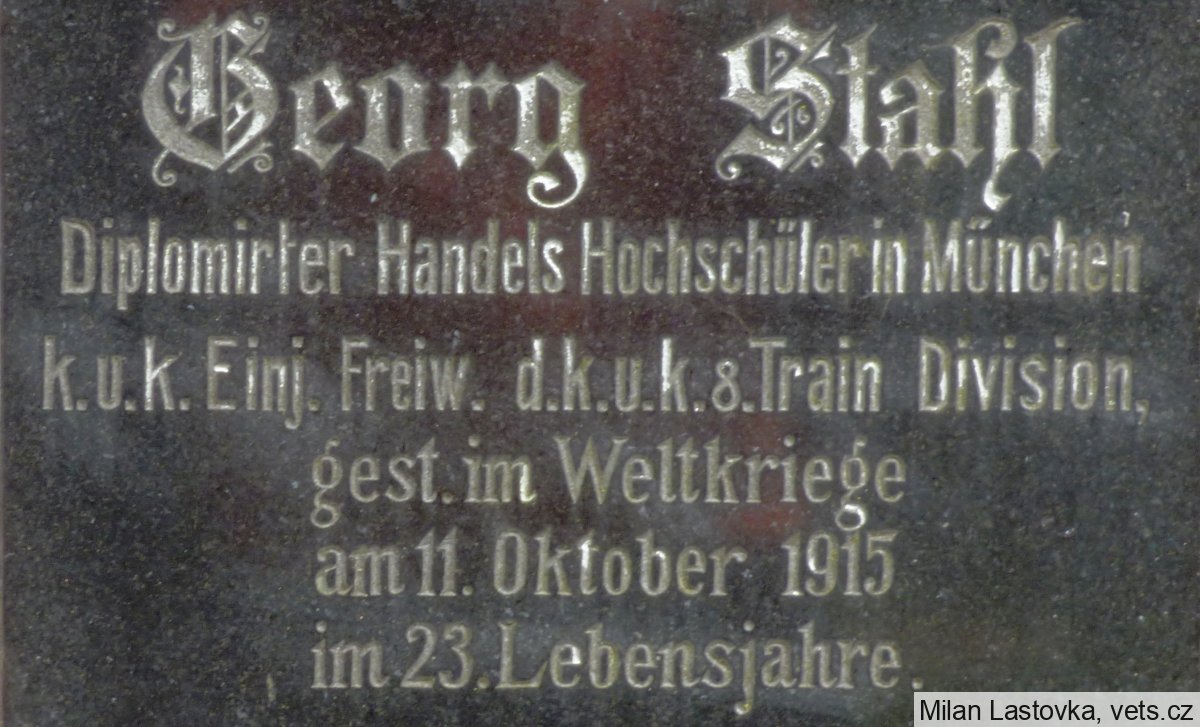 Georg Stahl
Diplomirter Handels Hochschüler in München
k.u.k. Einj. Freiw. d.k.u.k. 8. Train Division,
gest. im Weltkriege
am 11. Oktober 1915
im 23. Lebensjahre.
Milan Lastovka, vets.cz